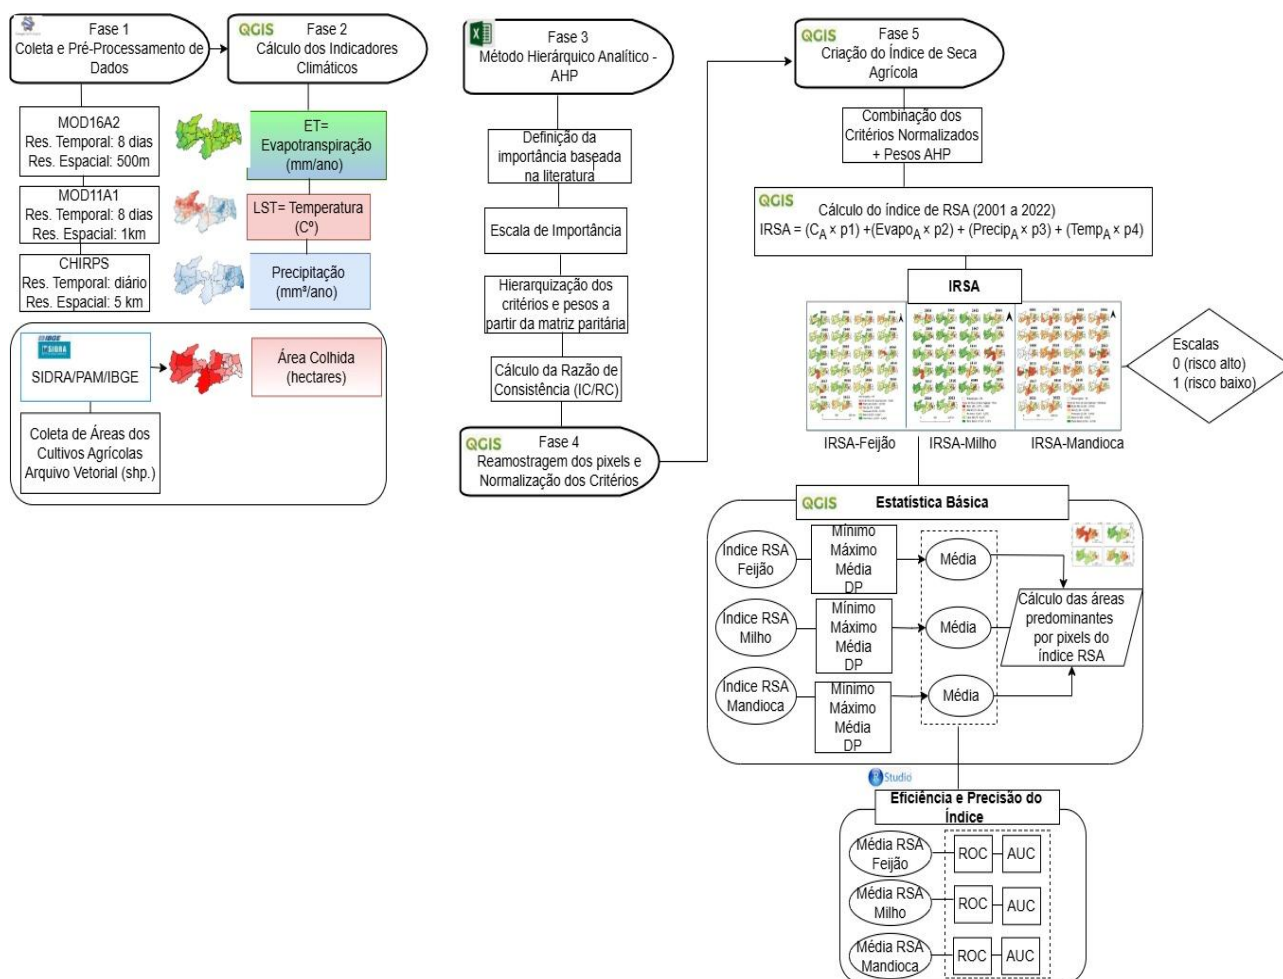 Fase 1
Coleta e Pré-Processamento de
Dados
MOD16A2
Res. Temporal: 8 dias
Res. Espacial: 500m
MOD11A1
Res. Temporal: 8 dias
Res. Espacial: 1km
CHIRPS
Res. Temporal: diário
Res. Espacial: 5 km
QGIS
Fase 2
Cálculo dos Indicadores
Climáticos
ET=
Evapotranspiração
(mm/ano)
LST= Temperatura
(Cº)
Precipitação
(mm³/ano)
IBGE
SIDRA
SIDRA/PAM/IBGE
Área Colhida
(hectares)
Coleta de Áreas dos
Cultivos Agrícolas
Arquivo Vetorial (shp.)
Fase 3
Método Hierárquico Analítico -
AHP
Definição da
importância baseada
na literatura
Escala de Importância
Hierarquização dos
critérios e pesos a
partir da matriz paritária
Cálculo da Razão de
Consistência (IC/RC)
QGIS
Fase 4
Reamostragem dos pixels e
Normalização dos Critérios
QGIS
Fase 5
Criação do Índice de Seca
Agrícola
Combinação dos
Critérios Normalizados
+ Pesos AHP
QGIS
Cálculo do índice de RSA (2001 a 2022)
IRSA = (CA x p1) +(EvapoA x p2) + (PrecipA x p3) + (TempA x p4)
IRSA
IRSA-Feijão
IRSA-Milho
IRSA-Mandioca
Escalas
0 (risco alto)
1 (risco baixo)
QGIS
Estatística Básica
Índice RSA
Feijão
Mínimo
Máximo
Média
DP
Média
Índice RSA
Milho
Mínimo
Máximo
Média
DP
Média
Índice RSA
Mandioca
Mínimo
Máximo
Média
DP
Média
Cálculo das áreas
predominantes
por pixels do
índice RSA
R Studio
Eficiência e Precisão do
Índice
Média RSA
Feijão
ROC
AUC
Média RSA
Milho
ROC
AUC
Média RSA
Mandioca
ROC
AUC